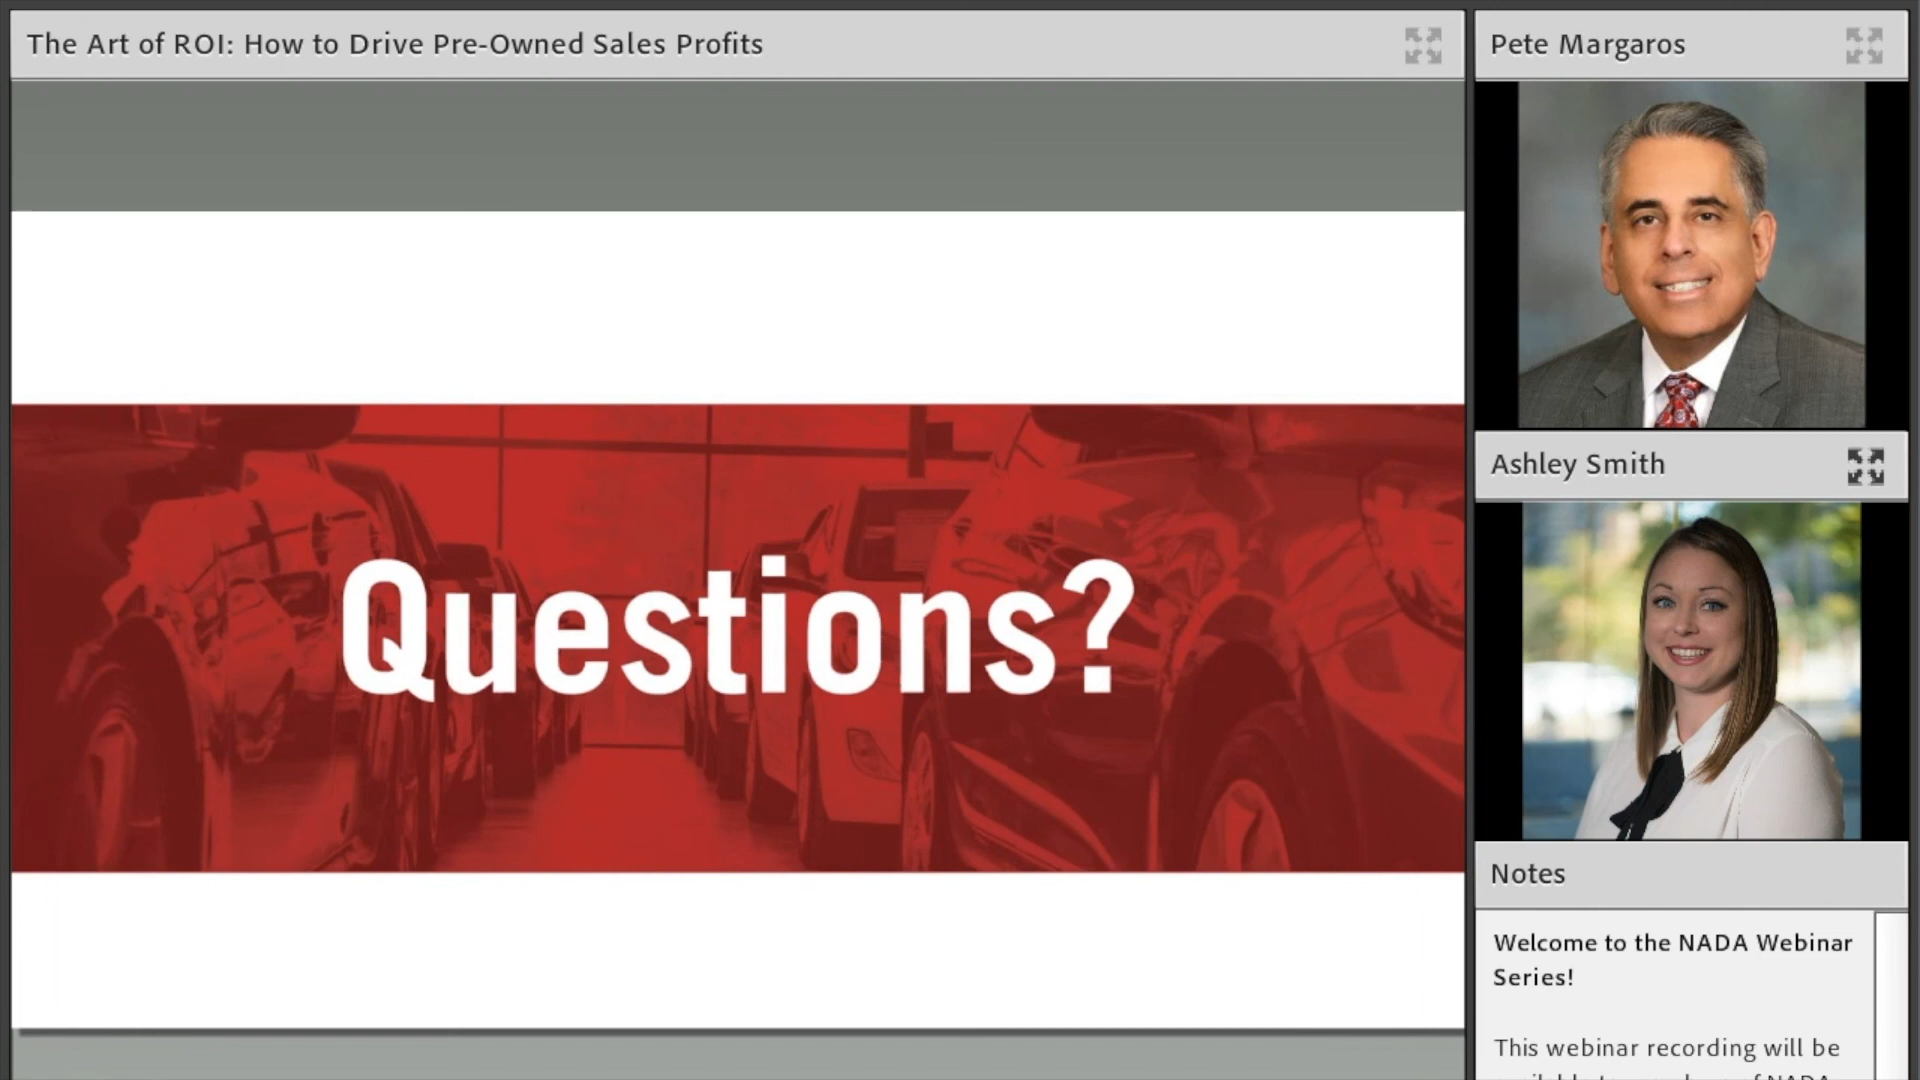 The Art of ROI: How to Drive Pre-Owned Sales Profits
Questions?
Pete Margaros
Ashley Smith
Notes
Welcome to the NADA Webinar
Series!
This webinar recording will be